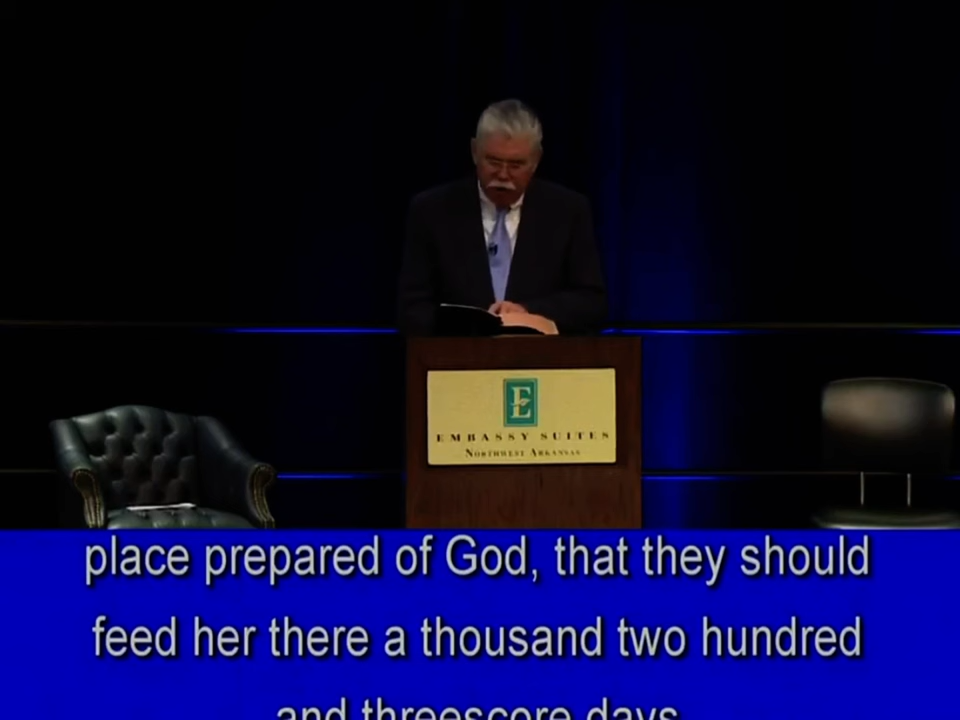 E
EMBASSY SUITES
NORTHWEST ARKANSAS
place prepared of God, that they should
feed her there a thousand two hundred
and threescore days